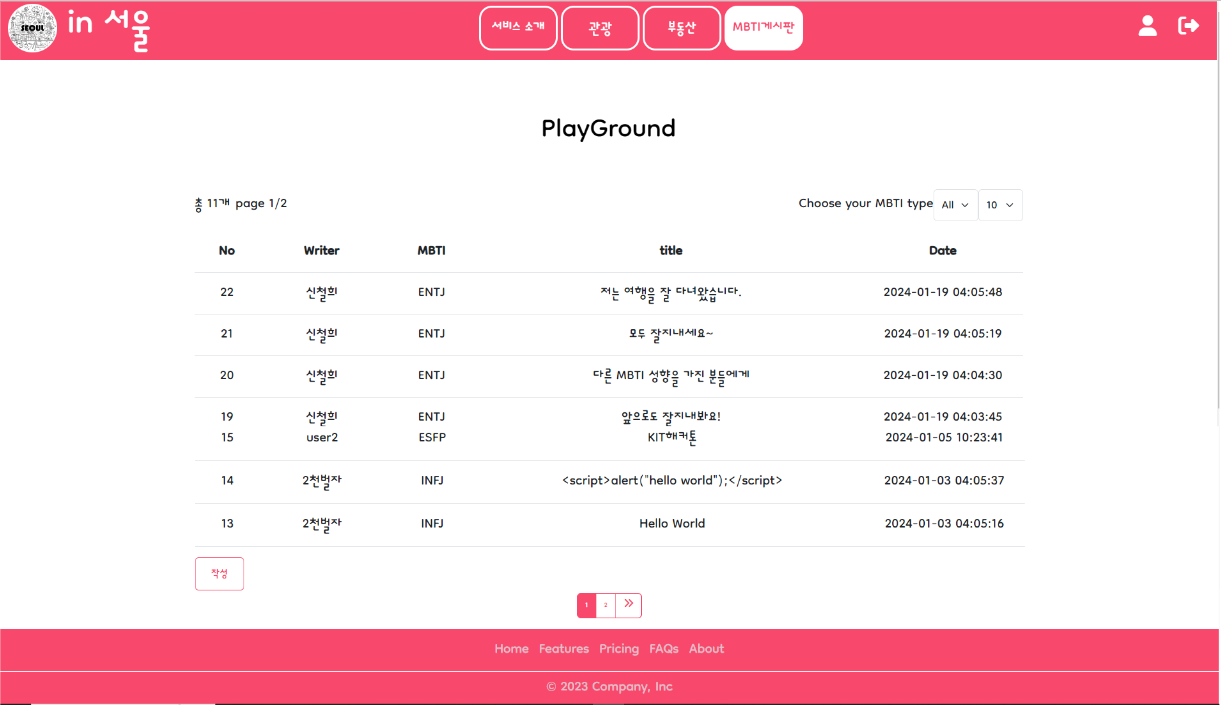 SEOUL
in 서울
서비스 소개 관광 부동산 MBTI게시판
PlayGround
총 11개 page 1/2 Choose your MBTI type All 10
No Writer MBTI title Date
22 신철희 ENTJ 저는 여행을 잘 다녀왔습니다. 2024-01-19 04:05:48
21 신철희 ENTJ 모두 잘지내세요~ 2024-01-19 04:05:19
20 신철희 ENTJ 다른 MBTI 성향을 가진 분들에게 2024-01-19 04:04:30
19 신철희 ENTJ 앞으로도 잘지내봐요! 2024-01-19 04:03:45
15 user2 ESFP KIT해커톤 2024-01-05 10:23:41
14 2천벌자 INFJ <script>alert("hello world");</script> 2024-01-03 04:05:37
13 2천벌자 INFJ Hello World 2024-01-03 04:05:16
작성
1 2 »
Home Features Pricing FAQs About
© 2023 Company, Inc